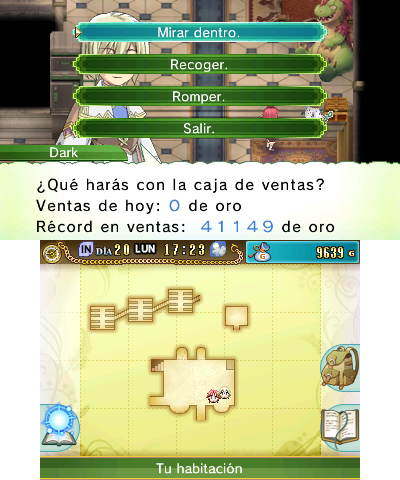 Mirar dentro.
Recoger.
Romper.
Salir.
Dark
¿Qué harás con la caja de ventas?
Ventas de hoy: 0 de oro
Récord en ventas: 41149 de oro
IN DÍA 20 LUN 17:23
G 9639 G
Tu habitación